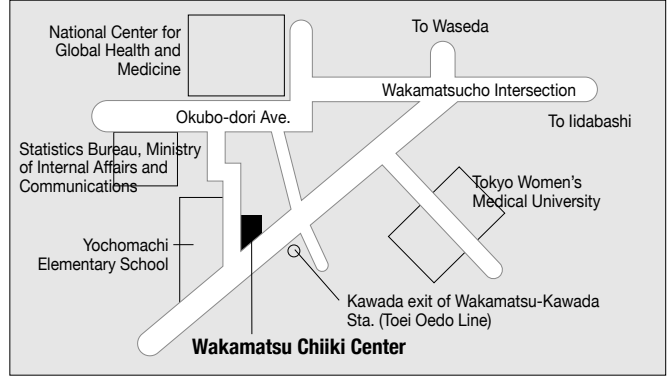 National Center for
Global Health and
Medicine
To Waseda
Wakamatsucho Intersection
Okubo-dori Ave.
To Iidabashi
Statistics Bureau, Ministry
of Internal Affairs and
Communications
Tokyo Women's
Medical University
Yochomachi
Elementary School
Kawada exit of Wakamatsu-Kawada
Sta. (Toei Oedo Line)
Wakamatsu Chiiki Center